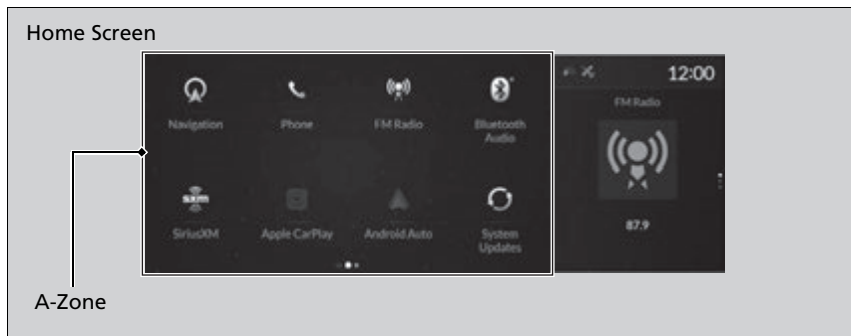 Home Screen
12:00
Navigation
Phone
FM Radio
Bluetooth
Audio
FM Radio
SXM
SiriusXM
Apple CarPlay
Android Auto
System
Updates
87.9
A-Zone